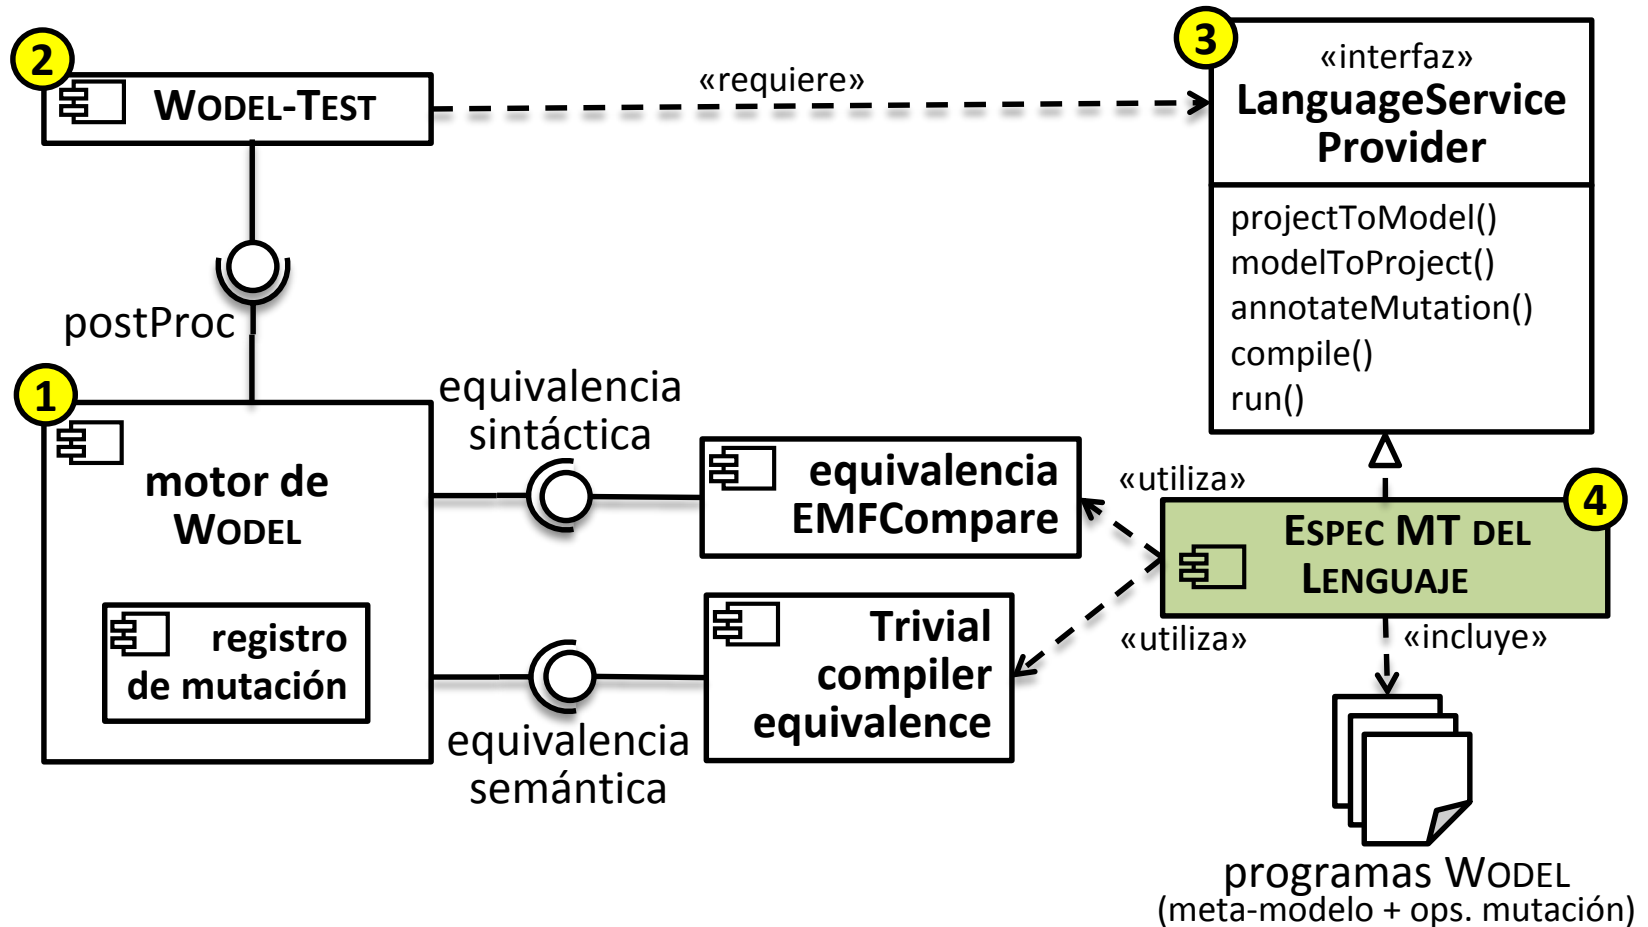 2
WODEL-TEST
«requiere»
3
«interfaz»
LanguageService
Provider
projectToModel()
modelToProject()
annotateMutation()
compile()
run()
postProc
1
motor de
WODEL
registro
de mutación
equivalencia
sintáctica
equivalencia
EMFCompare
«utiliza»
4
ESPEC MT DEL
LENGUAJE
equivalencia
semántica
Trivial
compiler
equivalence
«utiliza»
«incluye»
programas WODEL
(meta-modelo + ops. mutación)